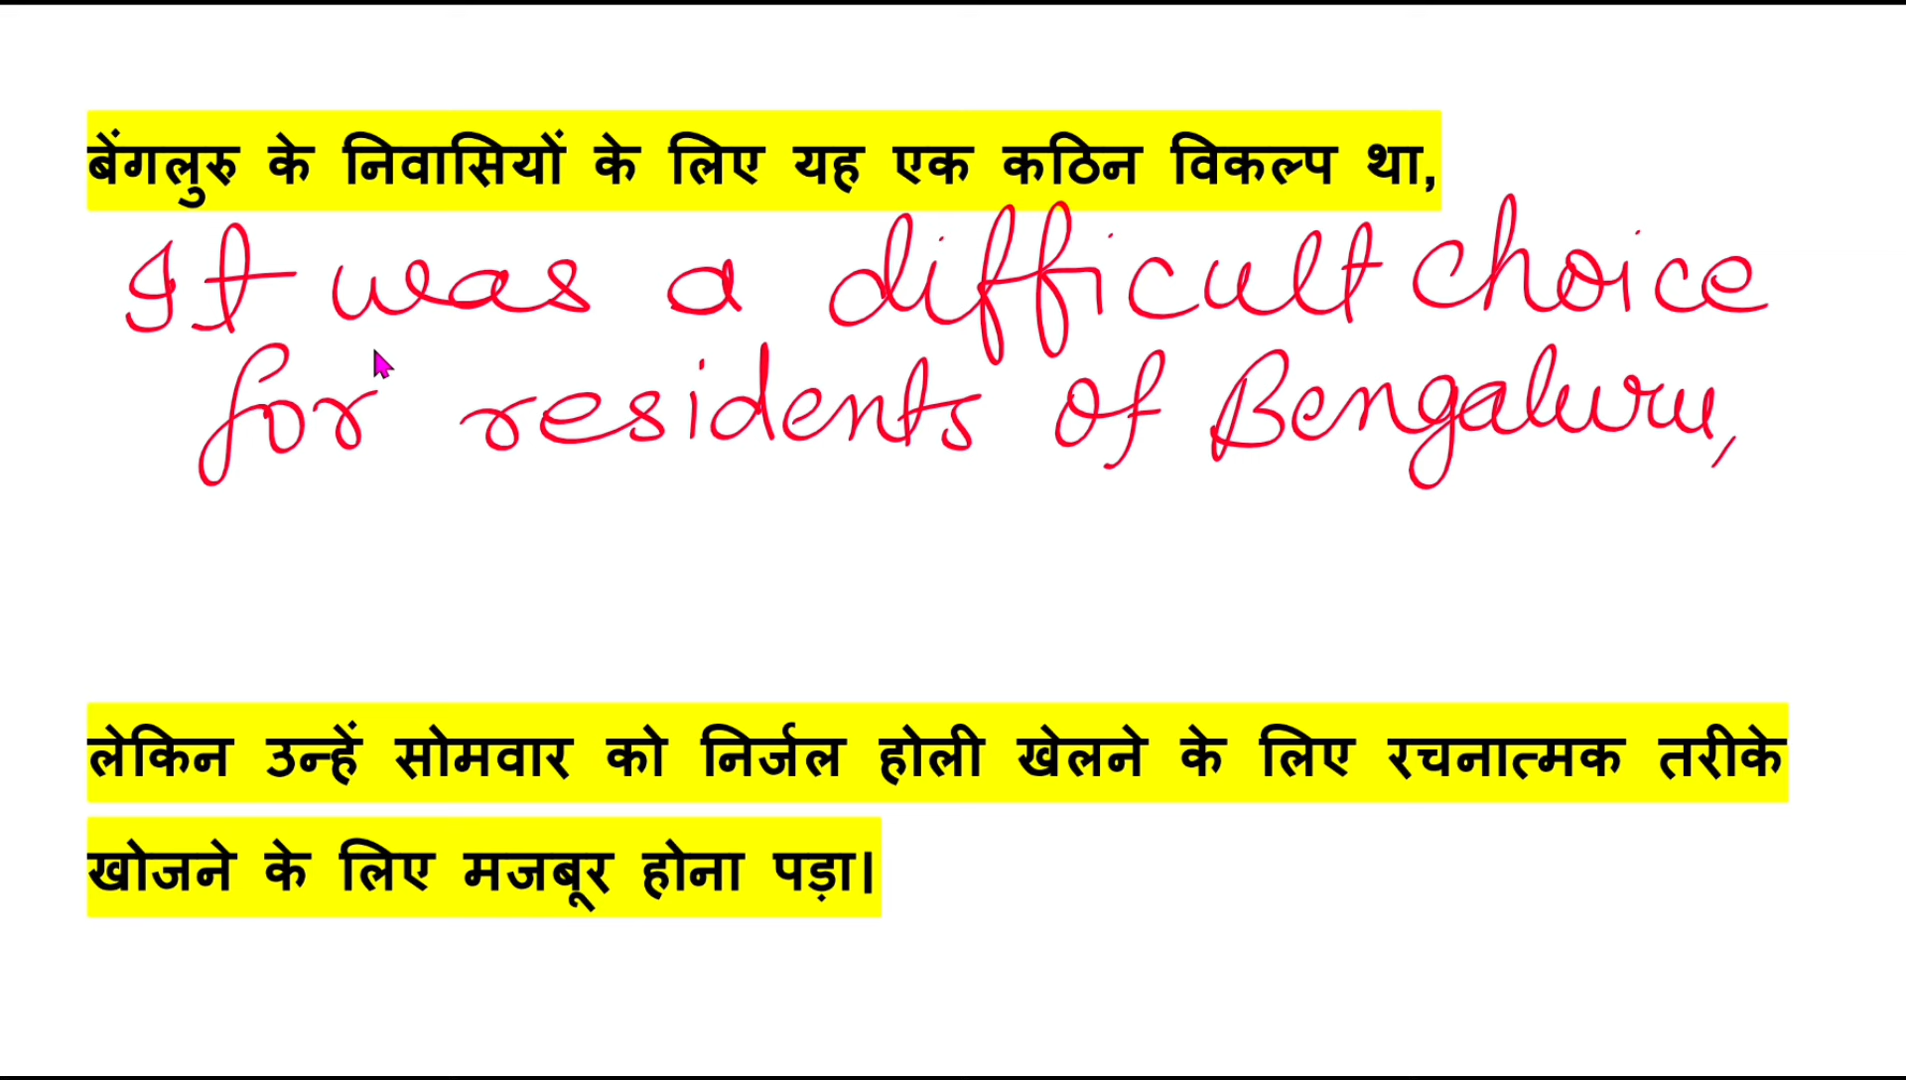 बेंगलुरु के निवासियों के लिए यह एक कठिन विकल्प था,
It was a difficult choice
for residents of Bengaluru,
लेकिन उन्हें सोमवार को निर्जल होली खेलने के लिए रचनात्मक तरीके
खोजने के लिए मजबूर होना पड़ा।